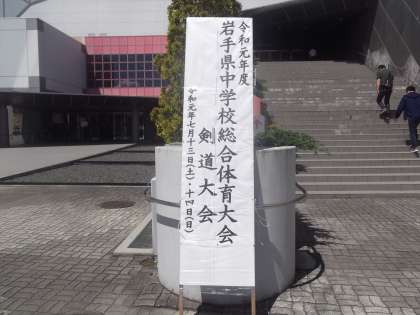 令和元年度
岩手県中学校総合体育大会
剣道大会
令和元年七月十三日(土)・十四日(日)